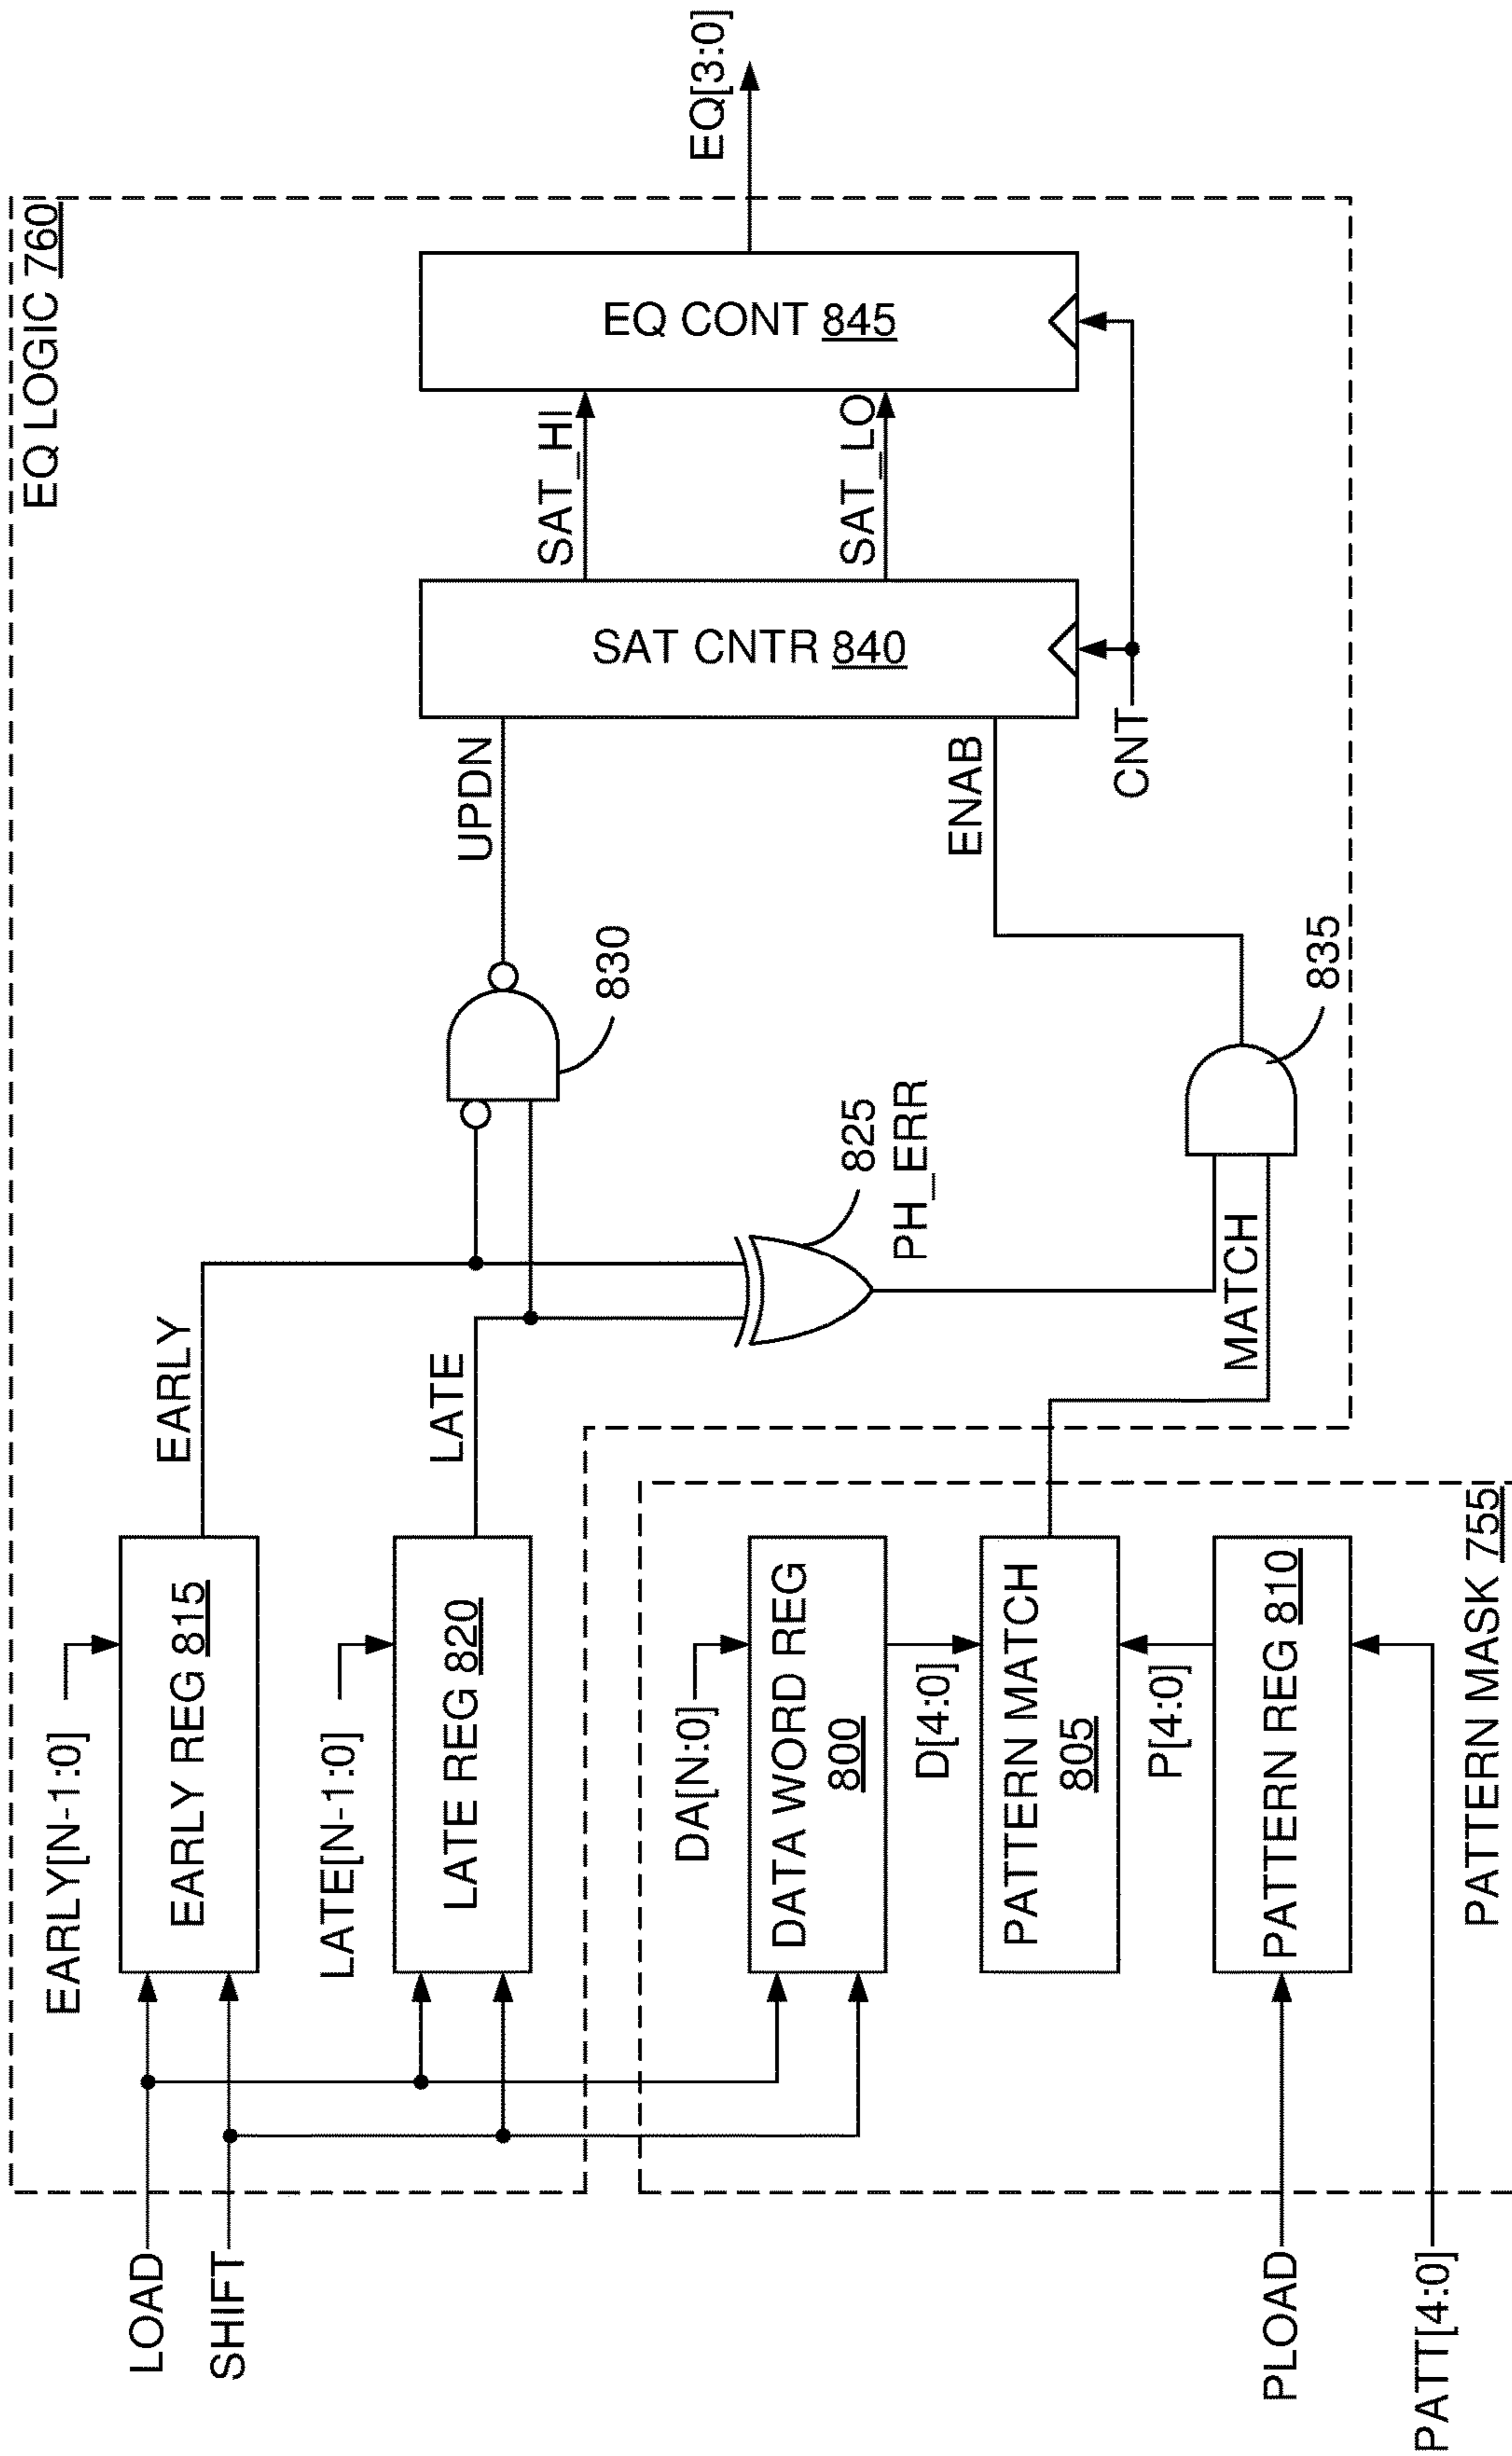 EQ LOGIC 760
EARLY[N-1:0]
EARLY REG 815
EARLY
LOAD
SHIFT
LATE[N-1:0]
LATE REG 820
LATE
830
UPDN
SAT CNTR 840
SAT_HI
SAT_LO
EQ CONT 845
EQ[3:0]
825
PH_ERR
ENAB
CNT
DA[N:0]
DATA WORD REG
800
D[4:0]
PATTERN MATCH
805
MATCH
835
P[4:0]
PATTERN REG 810
PLOAD
PATT[4:0]
PATTERN MASK 755